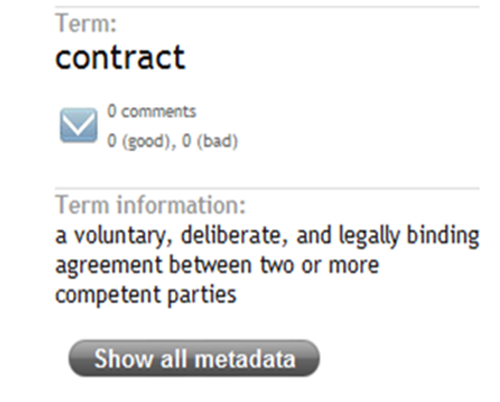 Term:
contract
0 comments
0 (good), 0 (bad)
Term information:
a voluntary, deliberate, and legally binding
agreement between two or more
competent parties
Show all metadata